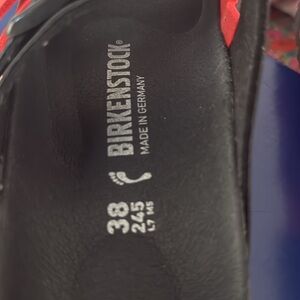 BIRKENSTOCK®
MADE IN GERMANY
38
245
L7 M5